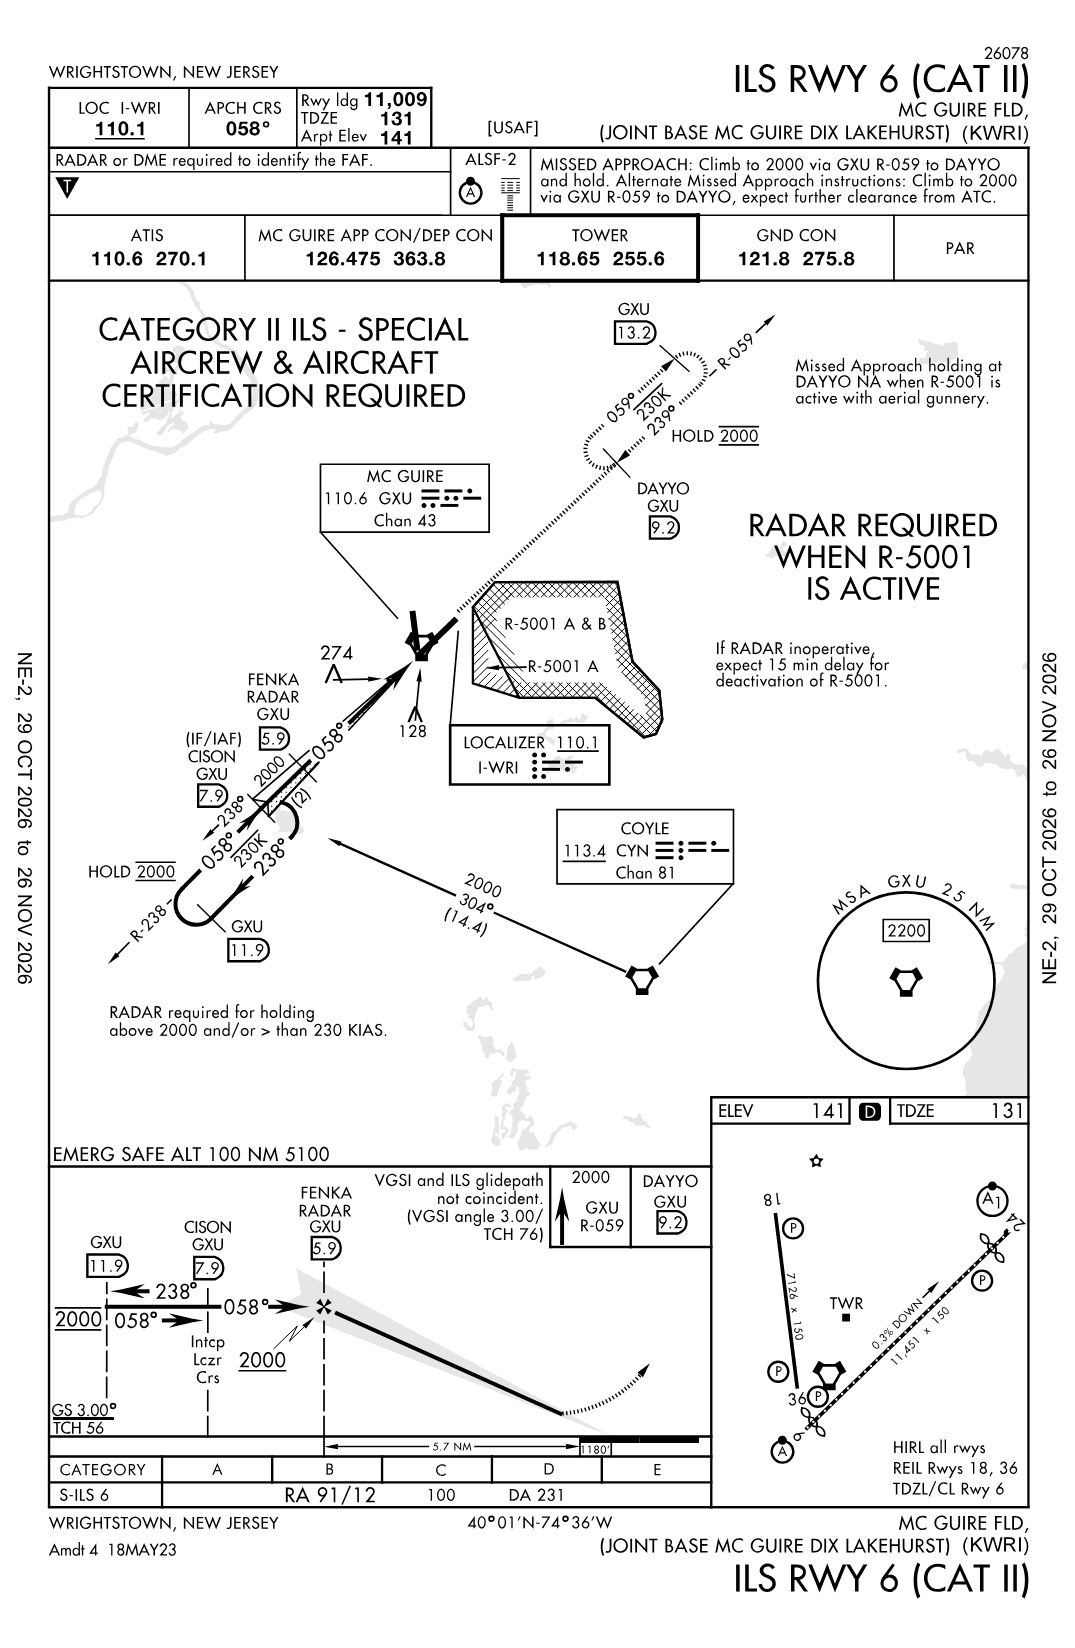 26078
WRIGHTSTOWN, NEW JERSEY
ILS RWY 6 (CAT II)
MC GUIRE FLD,
(JOINT BASE MC GUIRE DIX LAKEHURST) (KWRI)
[USAF]
LOC I-WRI
110.1
APCH CRS
058°
Rwy ldg 11,009
TDZE 131
Arpt Elev 141
RADAR or DME required to identify the FAF.
T
ALSF-2
A
MISSED APPROACH: Climb to 2000 via GXU R-059 to DAYYO
and hold. Alternate Missed Approach instructions: Climb to 2000
via GXU R-059 to DAYYO, expect further clearance from ATC.
ATIS
110.6 270.1
MC GUIRE APP CON/DEP CON
126.475 363.8
TOWER
118.65 255.6
GND CON
121.8 275.8
PAR
CATEGORY II ILS - SPECIAL
AIRCREW & AIRCRAFT
CERTIFICATION REQUIRED
GXU
13.2
R-059
059°
230K
239°
HOLD 2000
Missed Approach holding at
DAYYO NA when R-5001 is
active with aerial gunnery.
DAYYO
GXU
9.2
MC GUIRE
110.6 GXU
Chan 43
RADAR REQUIRED
WHEN R-5001
IS ACTIVE
R-5001 A & B
R-5001 A
If RADAR inoperative,
expect 15 min delay for
deactivation of R-5001.
274
128
FENKA
RADAR
GXU
5.9
(IF/IAF)
CISON
GXU
7.9
058°
2000
(2)
238°
058°
230K
238°
HOLD 2000
R-238
GXU
11.9
LOCALIZER 110.1
I-WRI
COYLE
113.4 CYN
Chan 81
2000
304°
(14.4)
MSA GXU 25 NM
2200
RADAR required for holding
above 2000 and/or > than 230 KIAS.
EMERG SAFE ALT 100 NM 5100
NE-2, 29 OCT 2026 to 26 NOV 2026
NE-2, 29 OCT 2026 to 26 NOV 2026
VGSI and ILS glidepath
not coincident.
(VGSI angle 3.00/
TCH 76)
2000
GXU
R-059
DAYYO
GXU
9.2
FENKA
RADAR
GXU
5.9
CISON
GXU
7.9
GXU
11.9
238°
2000
058°
058°
Intcp
Lczr
Crs
2000
GS 3.00°
TCH 56
5.7 NM
1180'
CATEGORY A B C D E
S-ILS 6 RA 91/12 100 DA 231
ELEV 141 D TDZE 131
18
P
A1
24
P
7126 x 150
TWR
0.3% DOWN
11,451 x 150
P
36
P
6
A
HIRL all rwys
REIL Rwys 18, 36
TDZL/CL Rwy 6
WRIGHTSTOWN, NEW JERSEY
Amdt 4 18MAY23
40°01'N-74°36'W
MC GUIRE FLD,
(JOINT BASE MC GUIRE DIX LAKEHURST) (KWRI)
ILS RWY 6 (CAT II)